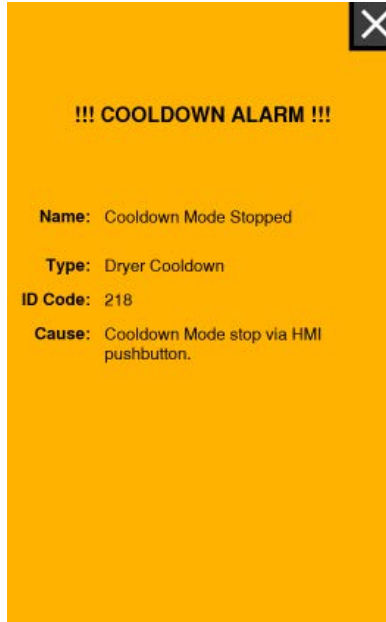 !!! COOLDOWN ALARM !!!
Name: Cooldown Mode Stopped
Type: Dryer Cooldown
ID Code: 218
Cause: Cooldown Mode stop via HMI
pushbutton.